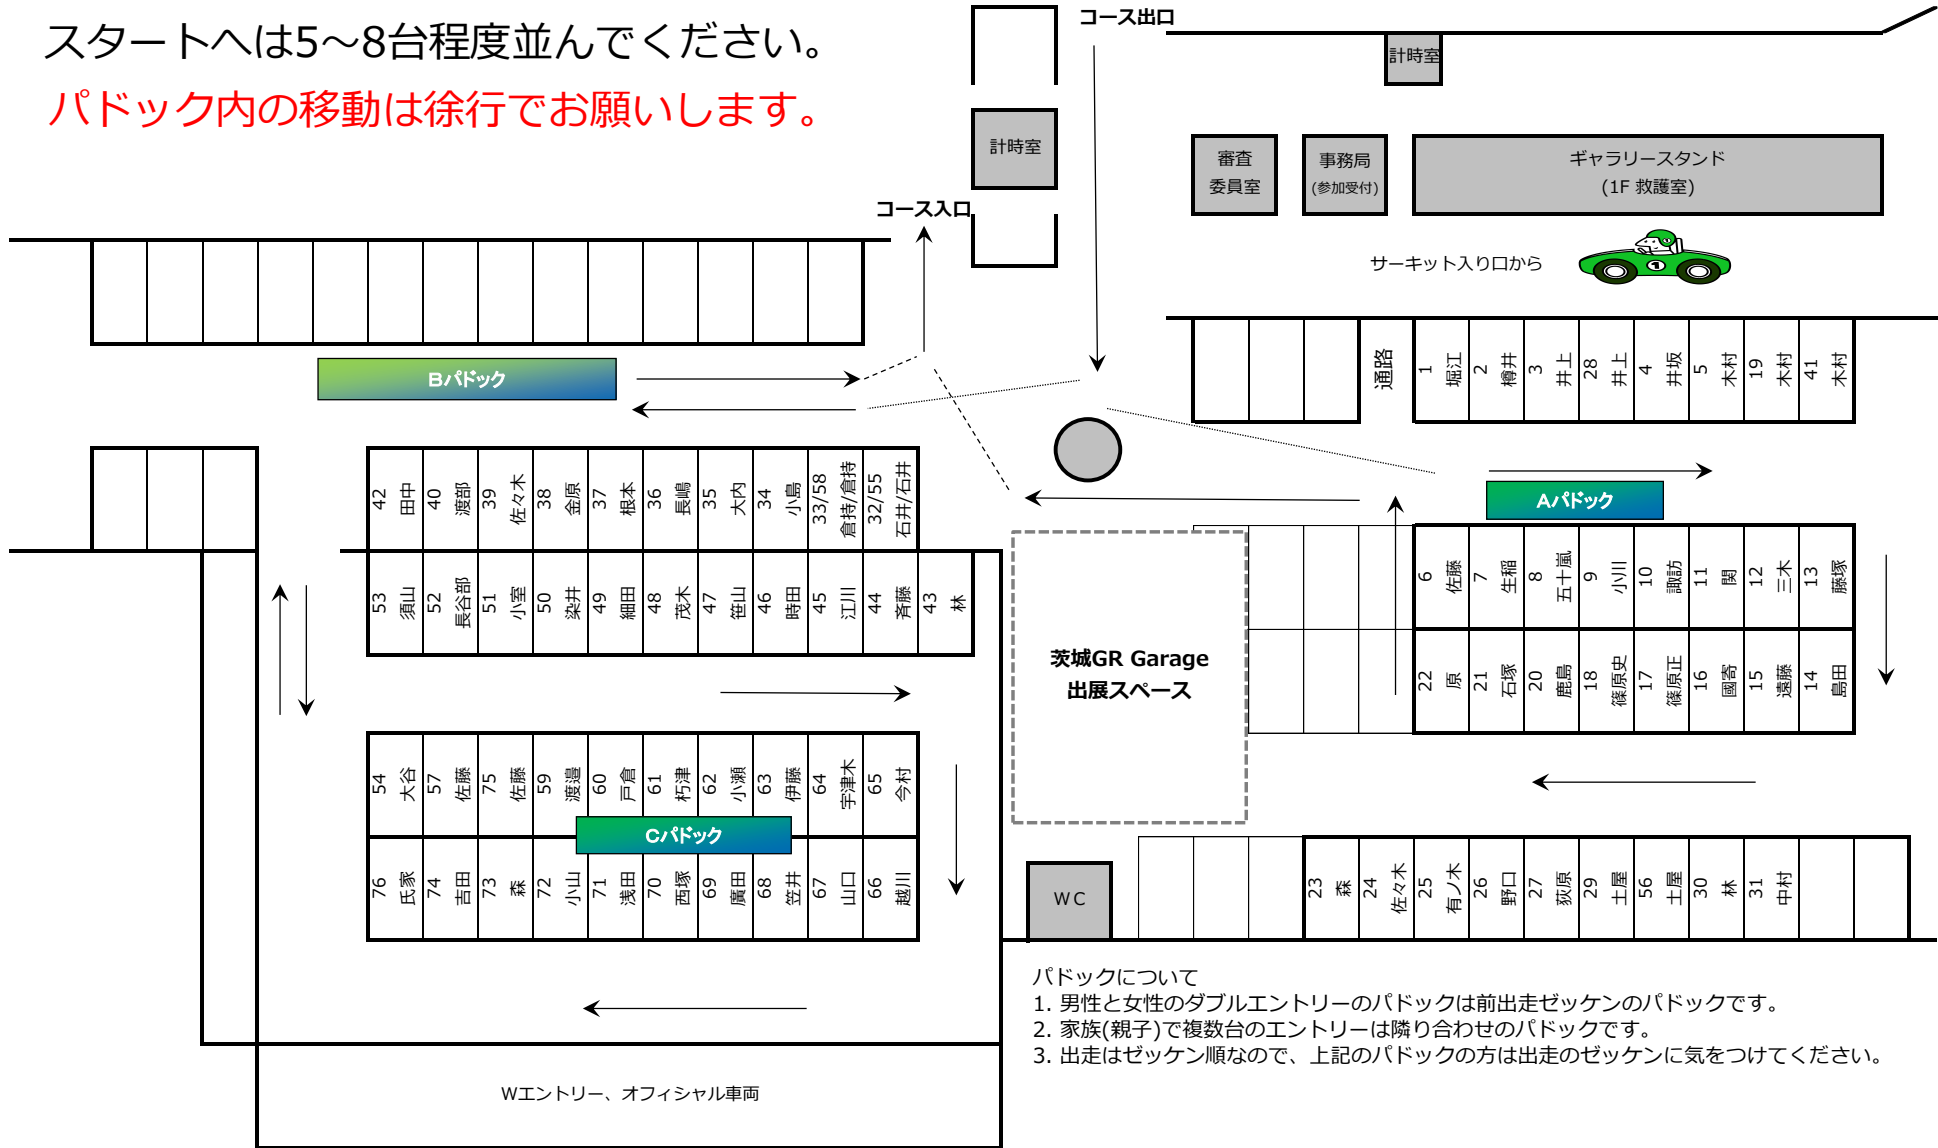 スタートへは5～8台程度並んでください。
パドック内の移動は徐行でお願いします。
コース出口
計時室
計時室
審査
委員室
事務局
(参加受付)
ギャラリースタンド
(1F 救護室)
コース入口
サーキット入り口から
①
通路
1 堀江
2 樽井
3 井上
28 井上
4 井坂
5 木村
19 木村
41 木村
Bパドック
Aパドック
42 田中
40 渡部
39 佐々木
38 金原
37 根本
36 長嶋
35 大内
34 小島
33/58 倉持/倉持
32/55 石井/石井
53 須山
52 長谷部
51 小室
50 染井
49 細田
48 茂木
47 笹山
46 時田
45 江川
44 斉藤
43 林
6 佐藤
7 生稲
8 五十嵐
9 小川
10 諏訪
11 関
12 三木
13 藤塚
22 原
21 石塚
20 鹿島
18 篠原史
17 篠原正
16 國寄
15 遠藤
14 島田
茨城GR Garage
出展スペース
54 大谷
57 佐藤
75 佐藤
59 渡邉
60 戸倉
61 朽津
62 小瀬
63 伊藤
64 宇津木
65 今村
Cパドック
76 氏家
74 吉田
73 森
72 小山
71 浅田
70 西塚
69 廣田
68 笠井
67 山口
66 越川
WC
23 森
24 佐々木
25 有ノ木
26 野口
27 荻原
29 土屋
56 土屋
30 林
31 中村
パドックについて
1. 男性と女性のダブルエントリーのパドックは前出走ゼッケンのパドックです。
2. 家族(親子)で複数台のエントリーは隣り合わせのパドックです。
3. 出走はゼッケン順なので、上記のパドックの方は出走のゼッケンに気をつけてください。
Wエントリー、オフィシャル車両